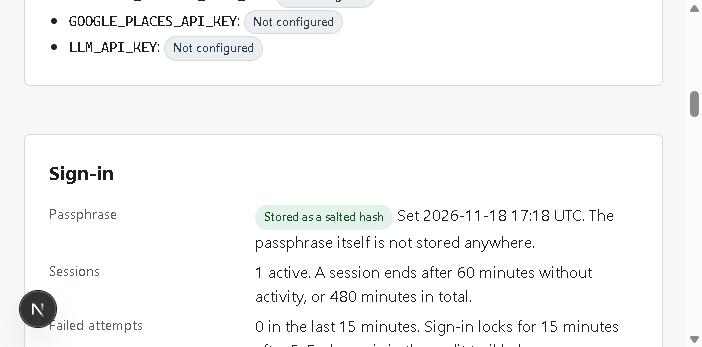 GOOGLE_PLACES_API_KEY: Not configured
LLM_API_KEY: Not configured
Sign-in
Passphrase
Stored as a salted hash Set 2026-11-18 17:18 UTC. The
passphrase itself is not stored anywhere.
Sessions
1 active. A session ends after 60 minutes without
activity, or 480 minutes in total.
N
Failed attempts
0 in the last 15 minutes. Sign-in locks for 15 minutes